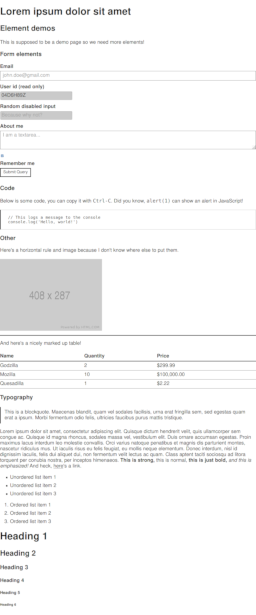 Lorem ipsum dolor sit amet
Element demos
This is supposed to be a demo page so we need more elements!
Form elements
Email
john.doe@gmail.com
User id (read only)
Random disabled input
About me
I am a textarea...
Remember me
Submit Query
Code
Below is some code, you can copy it with Ctrl-C. Did you know, alert(1) can show an alert in JavaScript!
// This logs a message to the console
console.log('Hello, world!')
Other
Here's a horizontal rule and image because I don't know where else to put them.
408 x 287
And here's a nicely marked up table!
Name Quantity Price
Godzilla 2 $299.99
Mozilla 10 $100,000.00
Quesadilla 1 $2.22
Typography
This is a blockquote. Maecenas blandit, quam vel sodales facilisis, urna erat fringilla sem, sed egestas quam
erat a ipsum. Morbi fermentum odio felis, ultricies faucibus purus mattis tristique
Lorem ipsum dolor sit amet, consectetur adipiscing elit. Quisque dictum hendrerit velit, quis ullamcorper sem
congue ac. Quisque id magna rhoncus, sodales massa vel, vestibulum elit. Duis ornare accumsan egestas. Proin
maximus lacus interdum leo molestie convallis. Orci varius natoque penatibus et magnis dis parturient montes,
nascetur ridiculus mus. Ut iaculis risus eu felis feugiat, eu mollis neque elementum. Donec interdum, nisl id
dignissim iaculis, felis dui aliquet dui, non fermentum velit lectus ac quam. Class aptent taciti sociosqu ad litora
torquent per conubia nostra, per inceptos himenaeos. This is strong, this is normal, this is just bold, and this is
emphasized! And heck, here's a link.
Unordered list item 1
Unordered list item 2
Unordered list item 3
1. Ordered list item 1
2. Ordered list item 2
3. Ordered list item 3
Heading 1
Heading 2
Heading 3
Heading 4
Heading 5
Heading 6